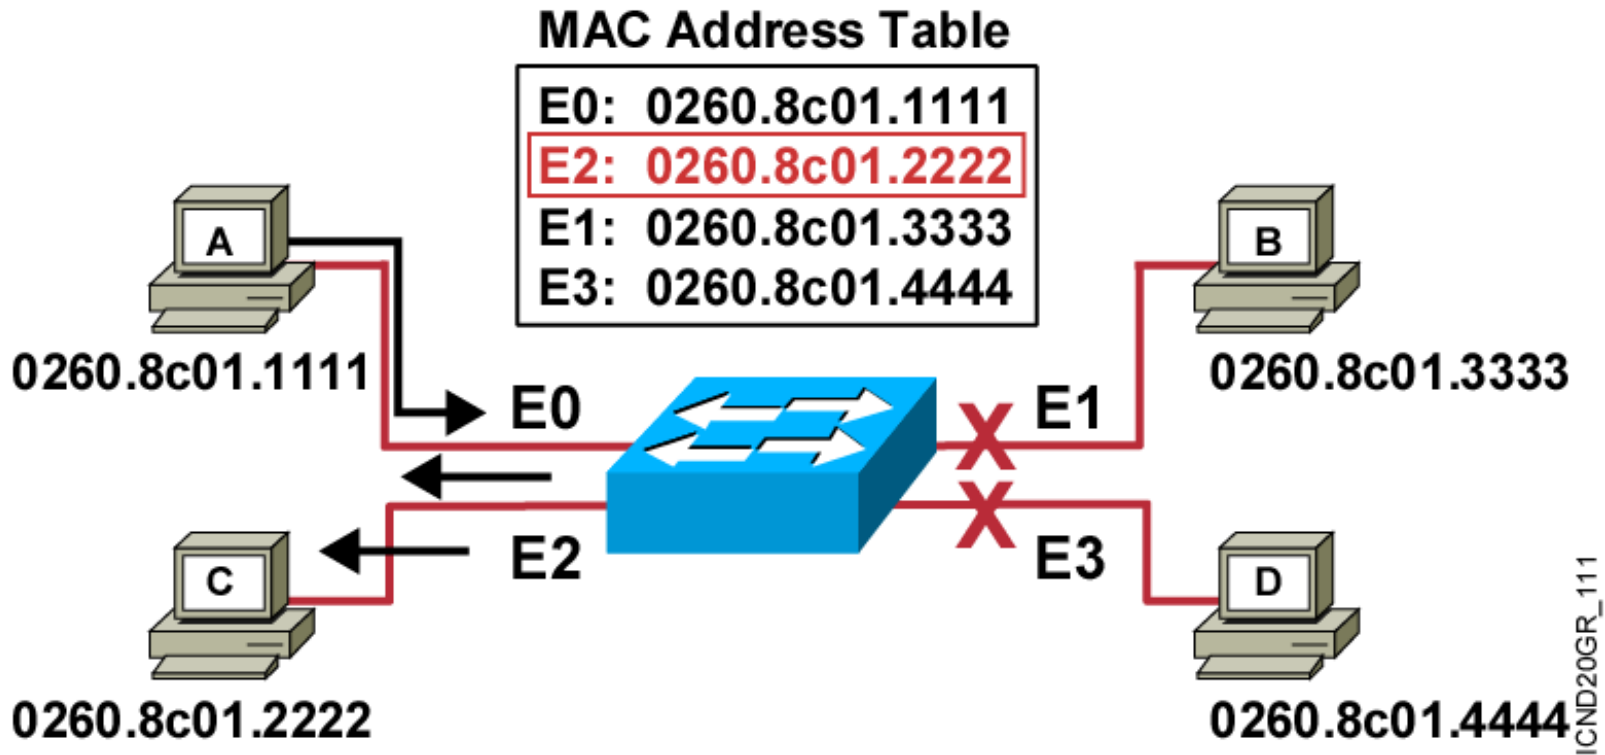 MAC Address Table
E0: 0260.8c01.1111
E2: 0260.8c01.2222
E1: 0260.8c01.3333
E3: 0260.8c01.4444
A
B
0260.8c01.1111
0260.8c01.3333
E0
E1
X
X
E2
E3
C
D
0260.8c01.2222
0260.8c01.4444
ICND20GR_111